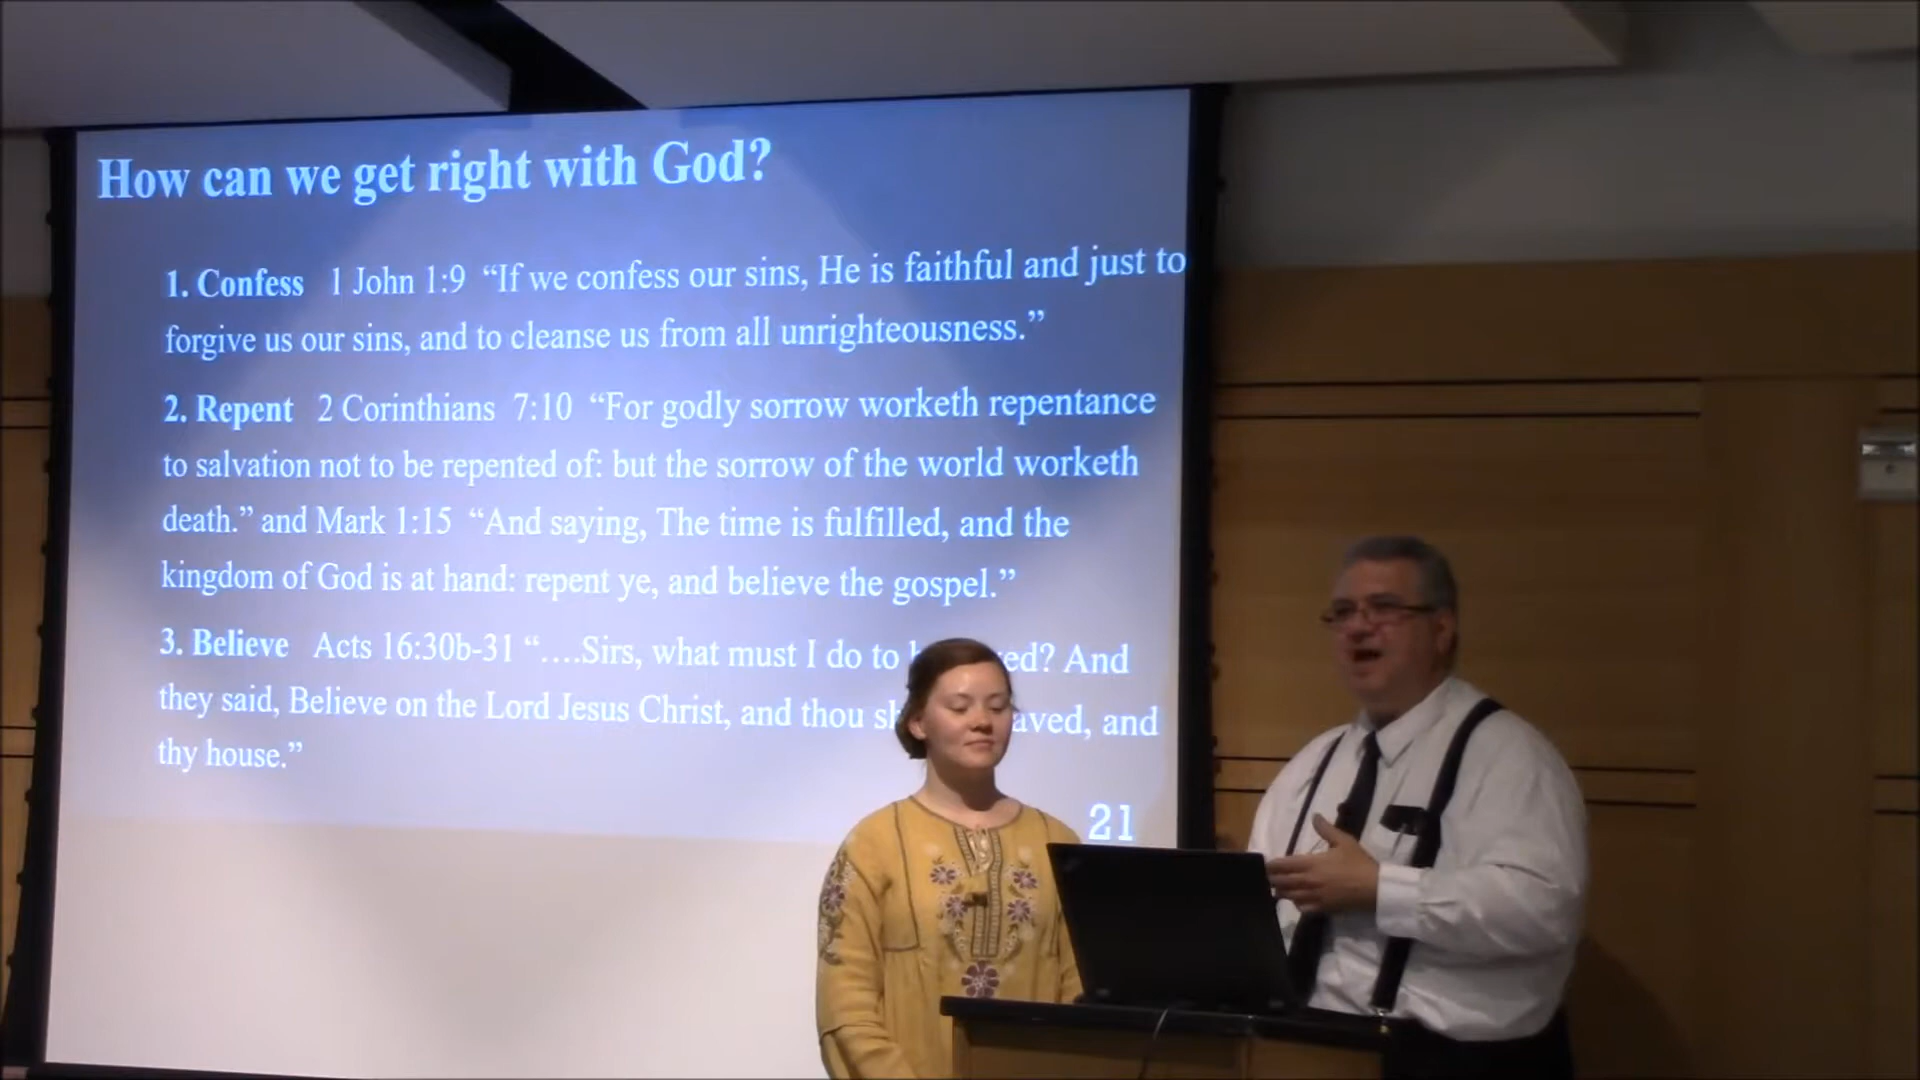 How can we get right with God?
1. Confess 1 John 1:9 “If we confess our sins, He is faithful and just to
forgive us our sins, and to cleanse us from all unrighteousness.”
2. Repent 2 Corinthians 7:10 “For godly sorrow worketh repentance
to salvation not to be repented of: but the sorrow of the world worketh
death.” and Mark 1:15 “And saying, The time is fulfilled, and the
kingdom of God is at hand: repent ye, and believe the gospel.”
3. Believe Acts 16:30b-31 “….Sirs, what must I do to And
they said, Believe on the Lord Jesus Christ, and thou and
thy house.”
21